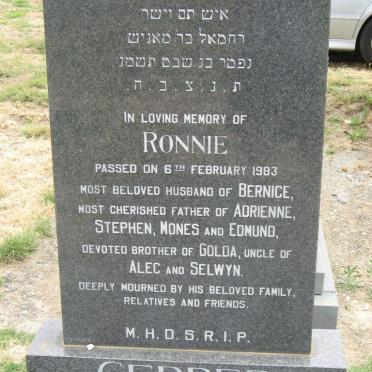 איש תם וישר
רחמאל בר מאניש
נפטר כג שבט תשמג
ת . נ . צ . ב . ה .
IN LOVING MEMORY OF
RONNIE
PASSED ON 6TH FEBRUARY 1983
MOST BELOVED HUSBAND OF BERNICE,
MOST CHERISHED FATHER OF ADRIENNE,
STEPHEN, MONES AND EDMUND,
DEVOTED BROTHER OF GOLDA, UNCLE OF
ALEC AND SELWYN.
DEEPLY MOURNED BY HIS BELOVED FAMILY,
RELATIVES AND FRIENDS.
M.H.D.S.R.I.P.